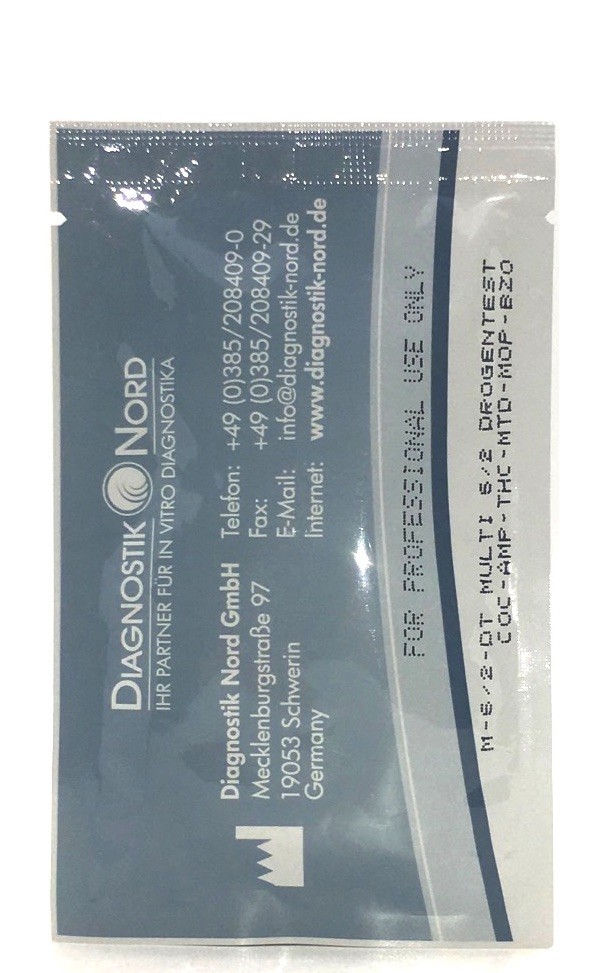 DIAGNOSTIK NORD
IHR PARTNER FÜR IN VITRO DIAGNOSTIKA
Diagnostik Nord GmbH
Mecklenburgstraße 97
19053 Schwerin
Germany
Telefon: +49 (0)385/208409-0
Fax: +49 (0)385/208409-29
E-Mail: info@diagnostik-nord.de
Internet: www.diagnostik-nord.de
FOR PROFESSIONAL USE ONLY
M-6/2-DT MULTI 6/2 DROGENTEST
COC-AMP-THC-MTD-MOP-BZO